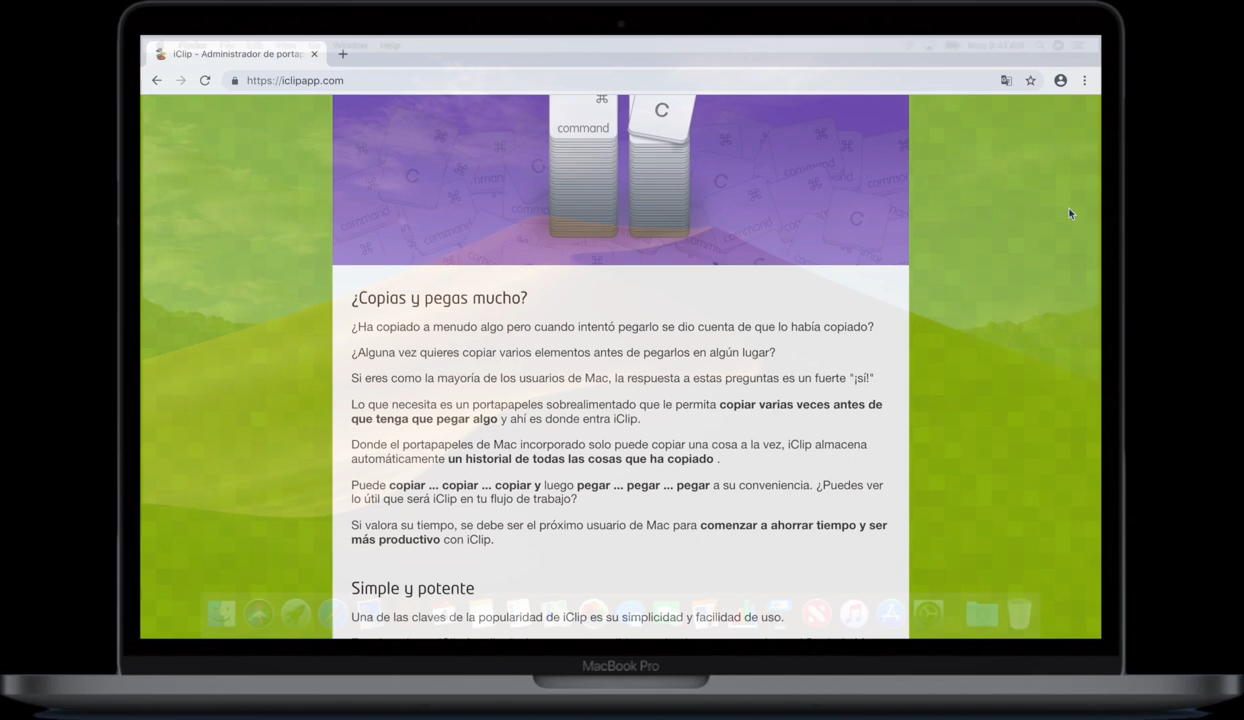 iClip - Administrador de portap
https://iclipapp.com
⌘
command
C
¿Copias y pegas mucho?
¿Ha copiado a menudo algo pero cuando intentó pegarlo se dio cuenta de que lo había copiado?
¿Alguna vez quieres copiar varios elementos antes de pegarlos en algún lugar?
Si eres como la mayoría de los usuarios de Mac, la respuesta a estas preguntas es un fuerte "¡sí!"
Lo que necesita es un portapapeles sobrealimentado que le permita copiar varias veces antes de
que tenga que pegar algo y ahí es donde entra iClip.
Donde el portapapeles de Mac incorporado solo puede copiar una cosa a la vez, iClip almacena
automáticamente un historial de todas las cosas que ha copiado .
Puede copiar ... copiar ... copiar y luego pegar ... pegar ... pegar a su conveniencia. ¿Puedes ver
lo útil que será iClip en tu flujo de trabajo?
Si valora su tiempo, se debe ser el próximo usuario de Mac para comenzar a ahorrar tiempo y ser
más productivo con iClip.
Simple y potente
Una de las claves de la popularidad de iClip es su simplicidad y facilidad de uso.
MacBook Pro